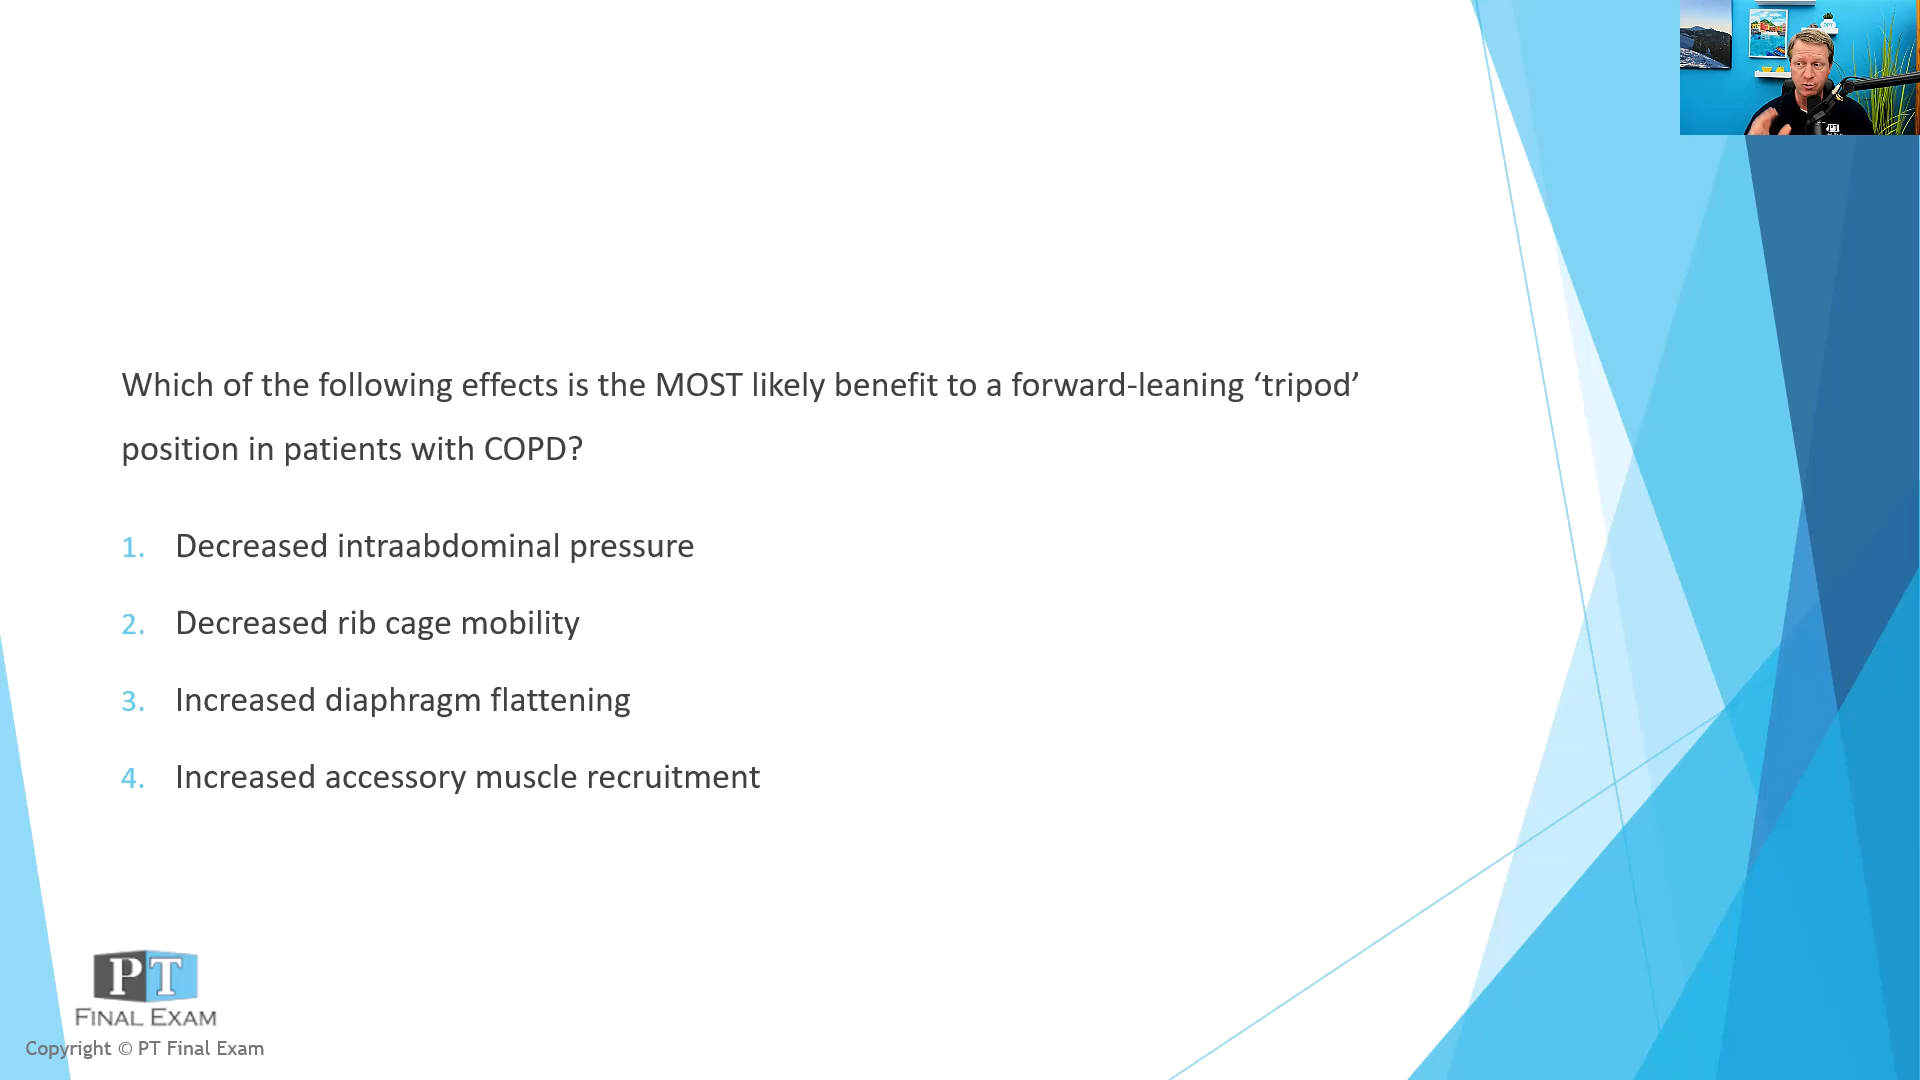 Which of the following effects is the MOST likely benefit to a forward-leaning ‘tripod’
position in patients with COPD?
1. Decreased intraabdominal pressure
2. Decreased rib cage mobility
3. Increased diaphragm flattening
4. Increased accessory muscle recruitment
PT
FINAL EXAM
Copyright © PT Final Exam